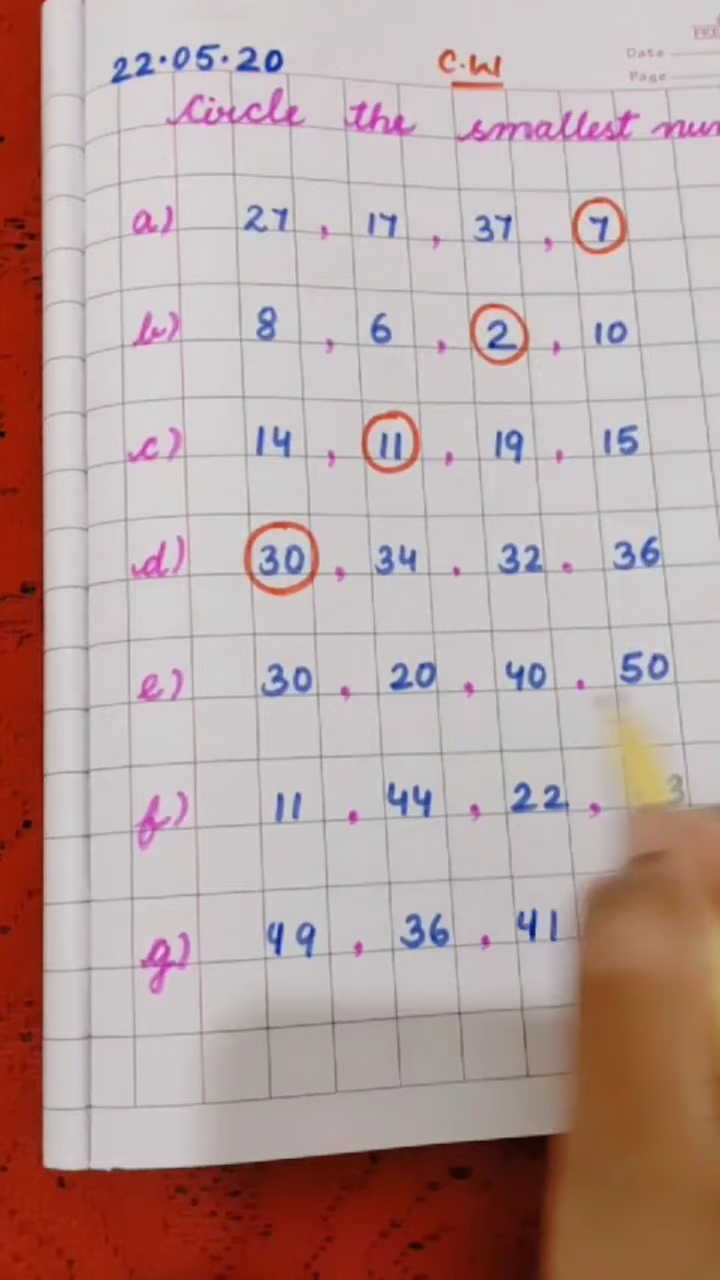 22.05.20 C.W
Date
Page
Circle the smallest
a) 27 , 17 , 37 , 7
b) 8 , 6 , 2 , 10
c) 14 , 11 , 19 , 15
d) 30 , 34 , 32 , 36
e) 30 , 20 , 40 , 50
f) 11 , 44 , 22 ,
g) 49 , 36 , 41